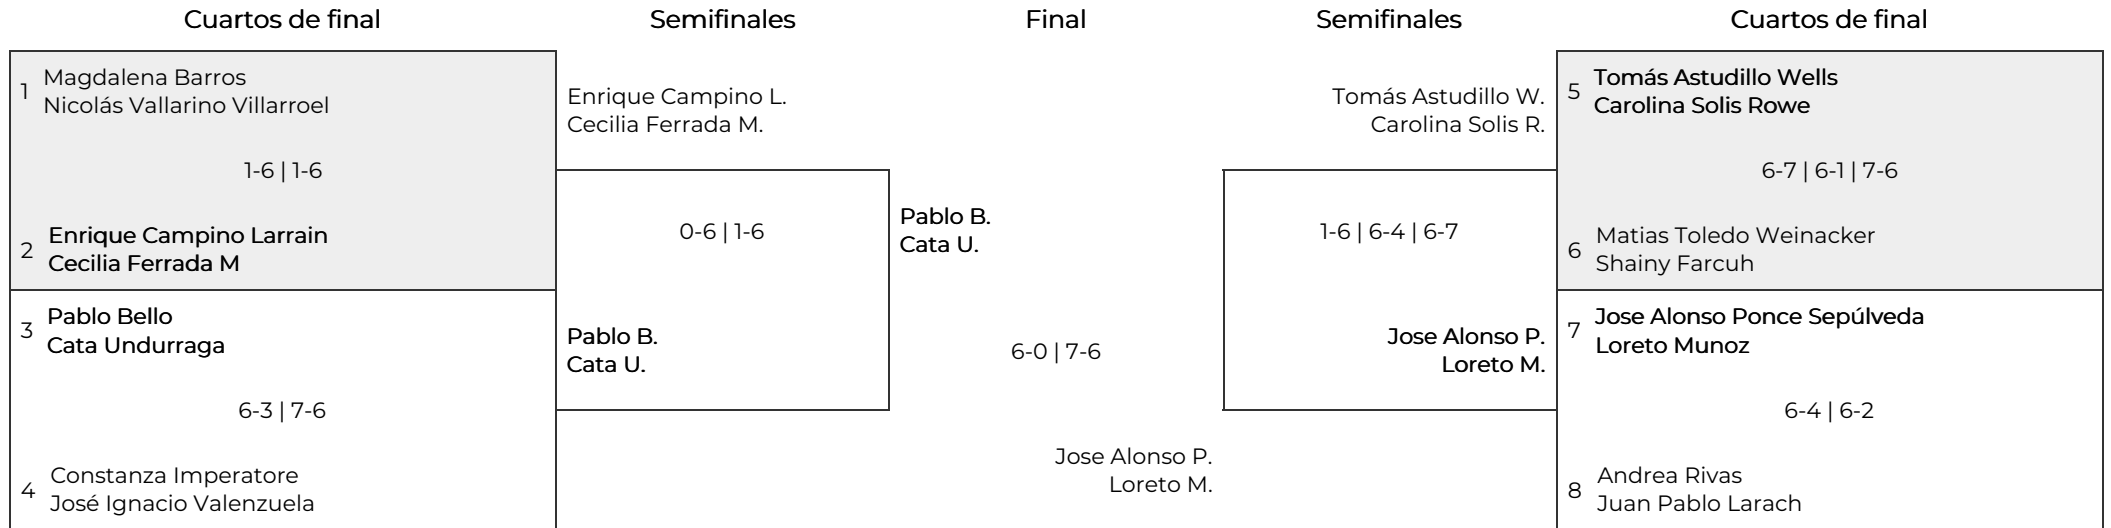 Cuartos de final
Semifinales
Final
Semifinales
Cuartos de final
1
Magdalena Barros
Nicolás Vallarino Villarroel
1-6 | 1-6
2
Enrique Campino Larrain
Cecilia Ferrada M
3
Pablo Bello
Cata Undurraga
6-3 | 7-6
4
Constanza Imperatore
José Ignacio Valenzuela
Enrique Campino L.
Cecilia Ferrada M.
0-6 | 1-6
Pablo B.
Cata U.
Pablo B.
Cata U.
6-0 | 7-6
Jose Alonso P.
Loreto M.
Tomás Astudillo W.
Carolina Solis R.
1-6 | 6-4 | 6-7
Jose Alonso P.
Loreto M.
5
Tomás Astudillo Wells
Carolina Solis Rowe
6-7 | 6-1 | 7-6
6
Matias Toledo Weinacker
Shainy Farcuh
7
Jose Alonso Ponce Sepúlveda
Loreto Munoz
6-4 | 6-2
8
Andrea Rivas
Juan Pablo Larach